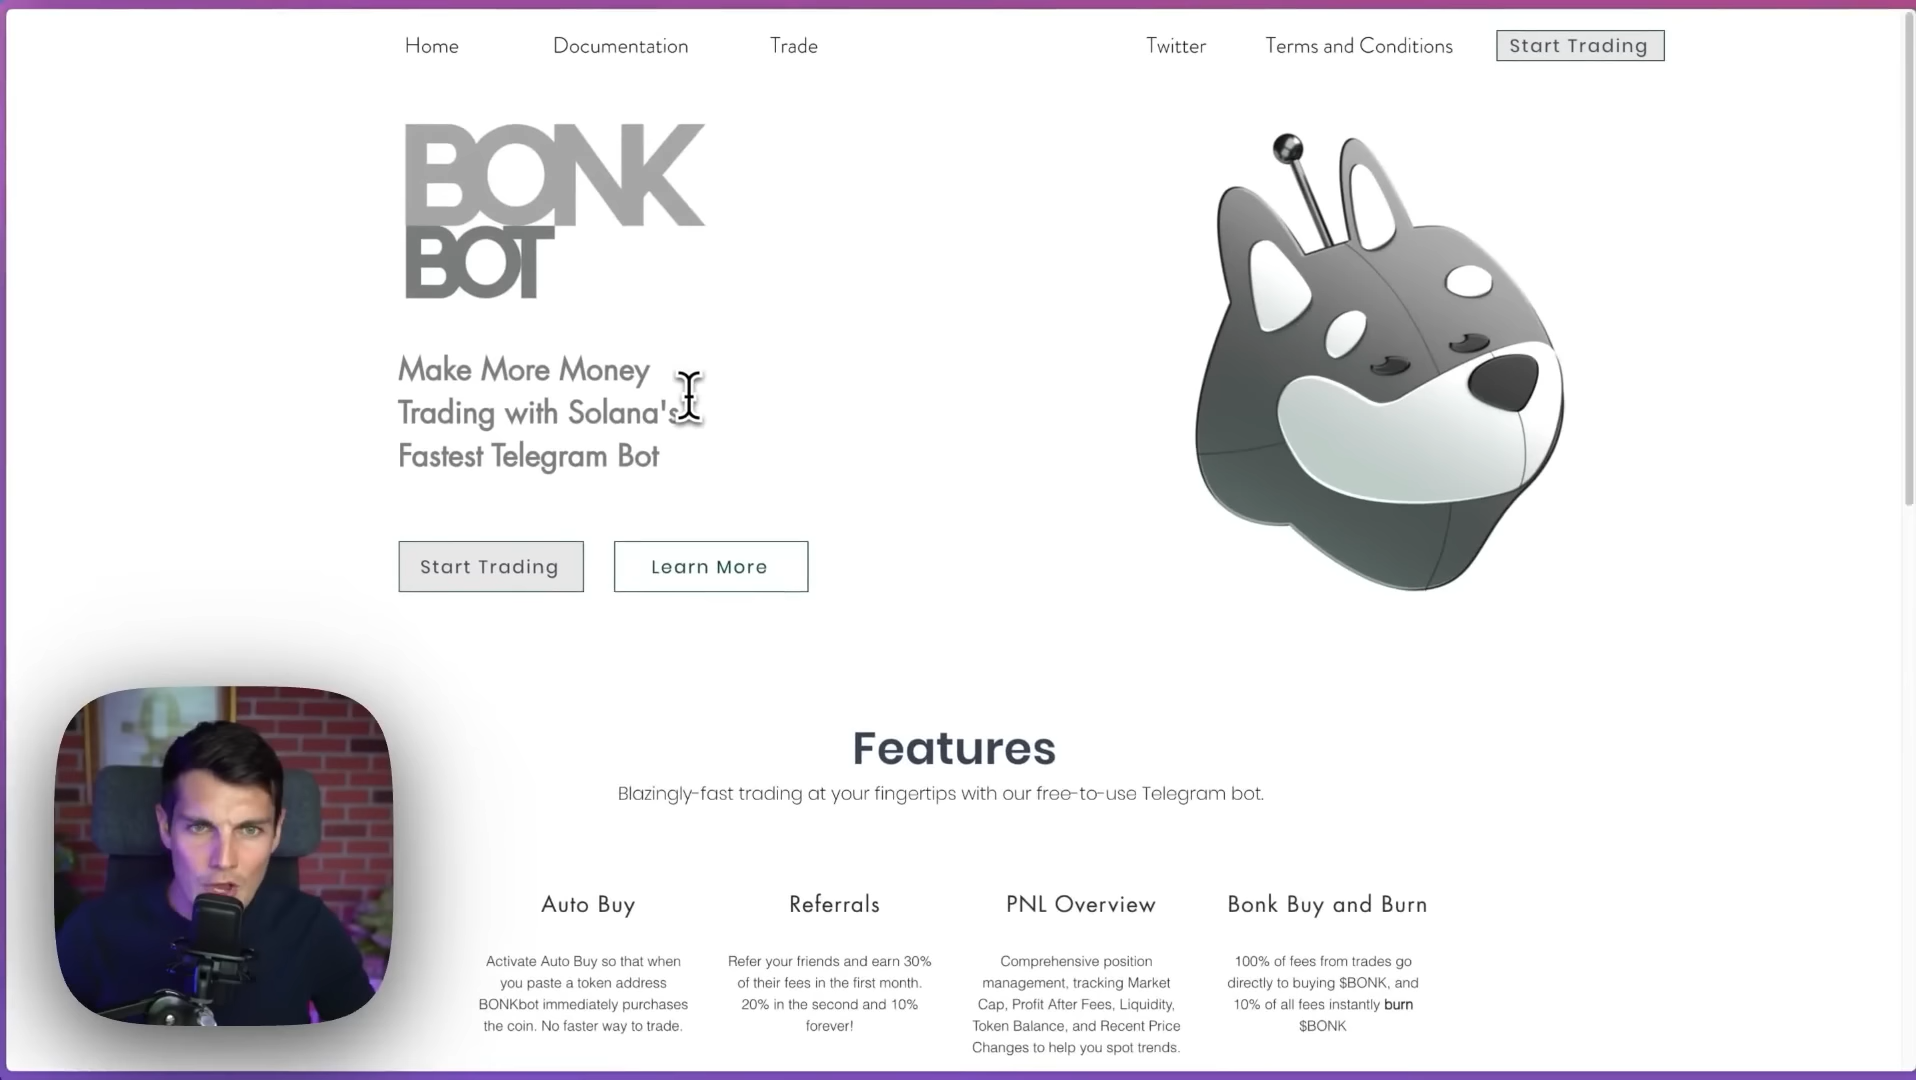 Home
Documentation
Trade
Twitter
Terms and Conditions
Start Trading
BONK
BOT
Make More Money
Trading with Solana's
Fastest Telegram Bot
Start Trading
Learn More
Features
Blazingly-fast trading at your fingertips with our free-to-use Telegram bot.
Auto Buy
Activate Auto Buy so that when
you paste a token address
BONKbot immediately purchases
the coin. No faster way to trade.
Referrals
Refer your friends and earn 30%
of their fees in the first month.
20% in the second and 10%
forever!
PNL Overview
Comprehensive position
management, tracking Market
Cap, Profit After Fees, Liquidity,
Token Balance, and Recent Price
Changes to help you spot trends.
Bonk Buy and Burn
100% of fees from trades go
directly to buying $BONK, and
10% of all fees instantly burn
$BONK